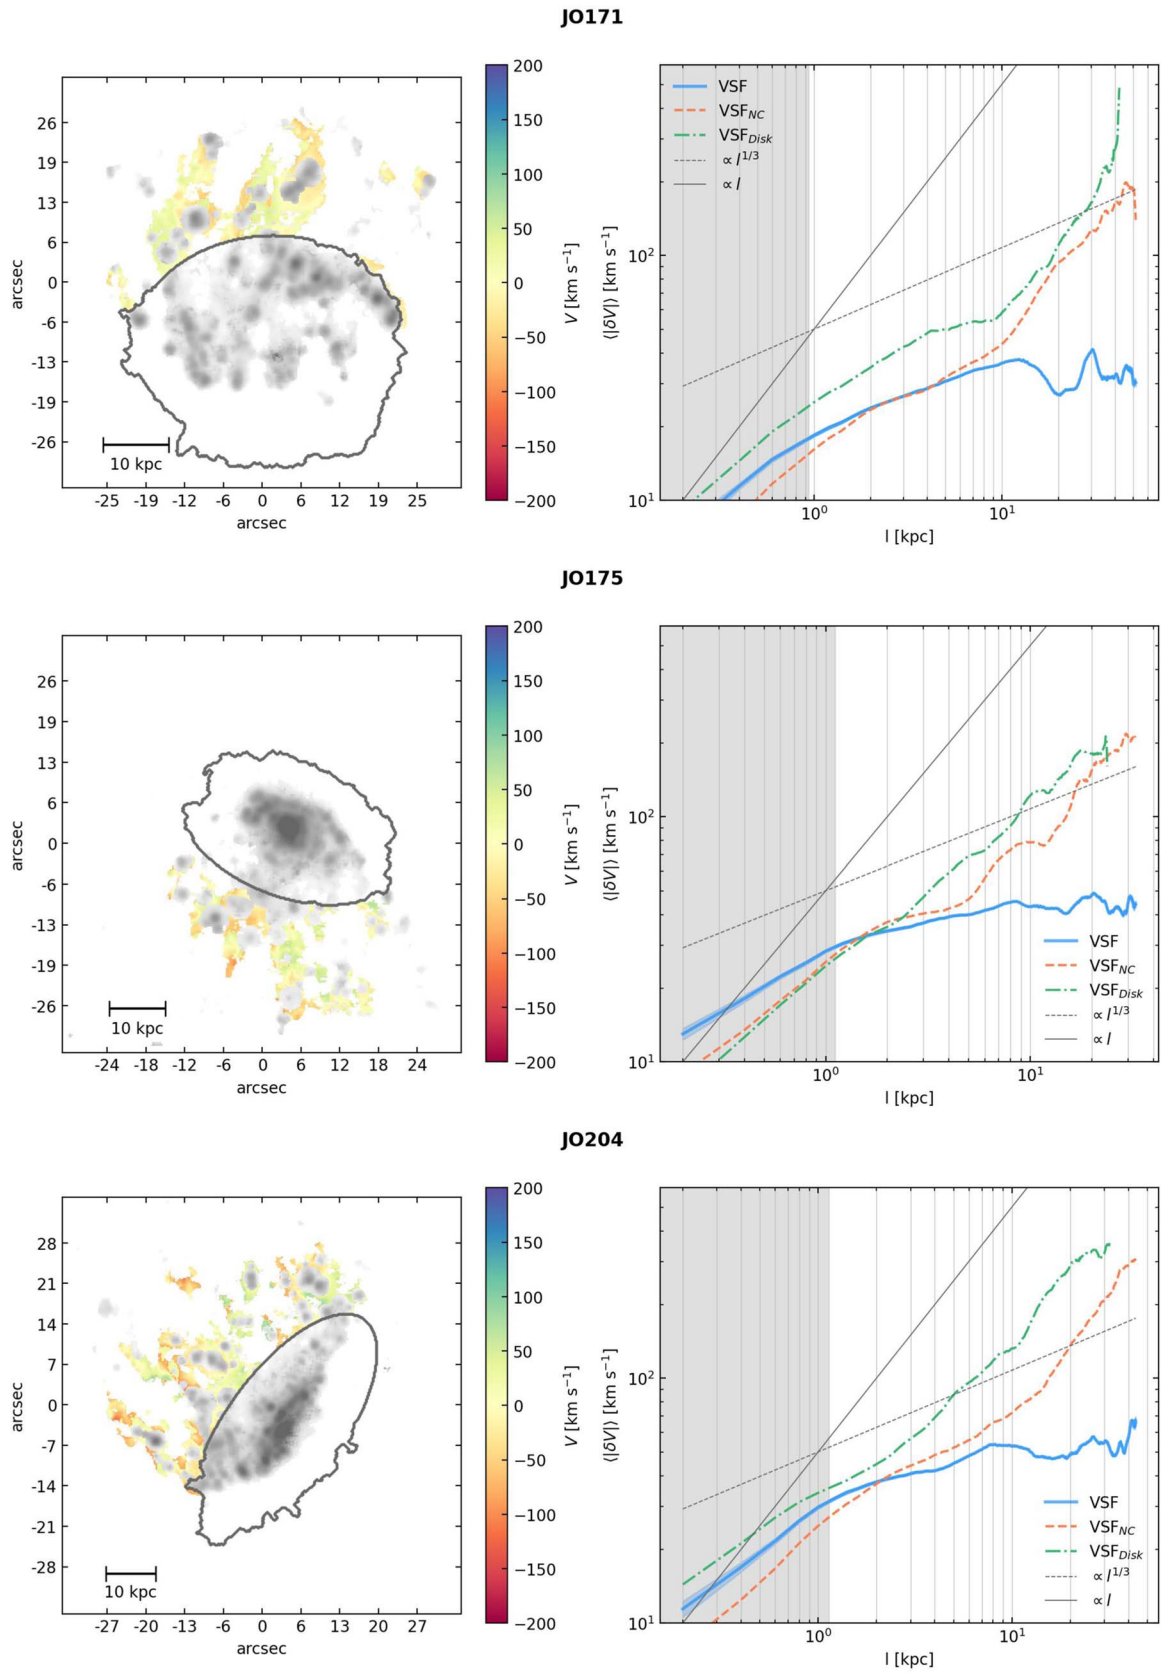 JO171
26
19
13
6
0
-6
-13
-19
-26
arcsec
10 kpc
-25 -19 -13 -6 0 6 12 19 25
arcsec
200
150
100
50
0
−50
−100
−150
−200
V [km s⁻¹]
VSF
VSF_NC
VSF_Disk
∝ l^{1/3}
∝ l
10²
10¹
⟨|δV|⟩ [km s⁻¹]
10⁰ 10¹
l [kpc]
JO175
26
19
13
6
0
-6
-13
-19
-26
arcsec
10 kpc
-24 -18 -12 -6 0 6 12 18 24
arcsec
200
150
100
50
0
−50
−100
−150
−200
V [km s⁻¹]
10²
10¹
⟨|δV|⟩ [km s⁻¹]
VSF
VSF_NC
VSF_Disk
∝ l^{1/3}
∝ l
10⁰ 10¹
l [kpc]
JO204
28
21
14
7
0
-7
-14
-21
-28
arcsec
10 kpc
-27 -20 -13 -6 0 6 13 20 27
arcsec
200
150
100
50
0
−50
−100
−150
−200
V [km s⁻¹]
10²
10¹
⟨|δV|⟩ [km s⁻¹]
VSF
VSF_NC
VSF_Disk
∝ l^{1/3}
∝ l
10⁰ 10¹
l [kpc]